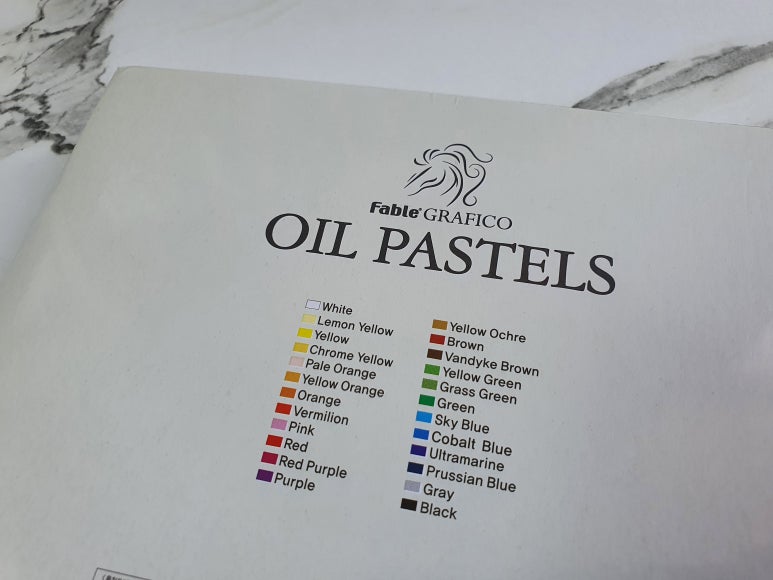 Fable® GRAFICO
OIL PASTELS
White
Lemon Yellow
Yellow
Chrome Yellow
Pale Orange
Yellow Orange
Orange
Vermilion
Pink
Red
Red Purple
Purple
Yellow Ochre
Brown
Vandyke Brown
Yellow Green
Grass Green
Green
Sky Blue
Cobalt Blue
Ultramarine
Prussian Blue
Gray
Black